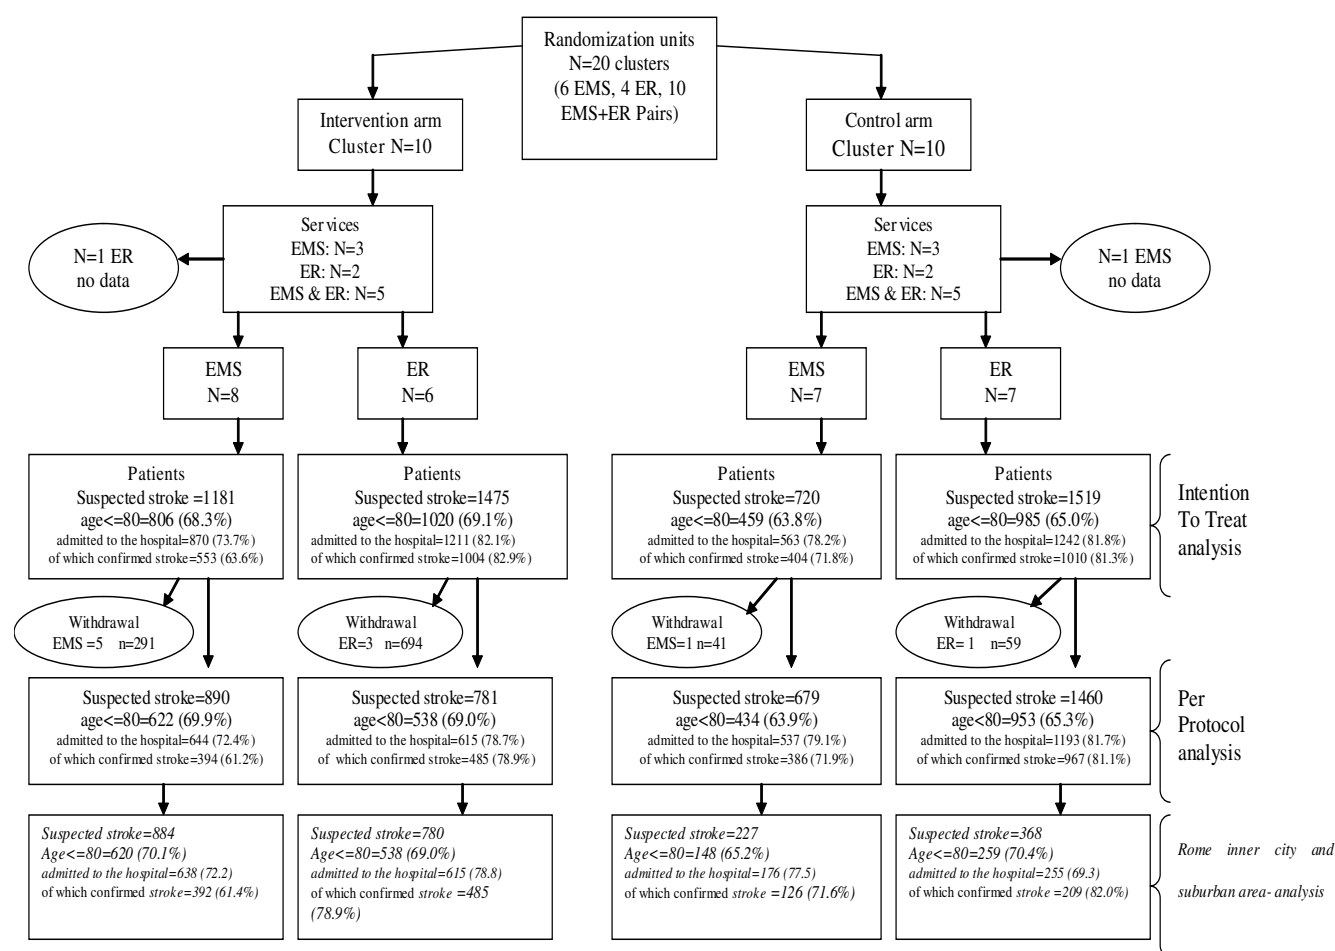 Randomization units
N=20 clusters
(6 EMS, 4 ER, 10
EMS+ER Pairs)
Intervention arm
Cluster N=10
Control arm
Cluster N=10
N=1 ER
no data
Services
EMS: N=3
ER: N=2
EMS & ER: N=5
Services
EMS: N=3
ER: N=2
EMS & ER: N=5
N=1 EMS
no data
EMS
N=8
ER
N=6
EMS
N=7
ER
N=7
Patients
Suspected stroke =1181
age<=80=806 (68.3%)
admitted to the hospital=870 (73.7%)
of which confirmed stroke=553 (63.6%)
Patients
Suspected stroke=1475
age<=80=1020 (69.1%)
admitted to the hospital=1211 (82.1%)
of which confirmed stroke=1004 (82.9%)
Patients
Suspected stroke=720
age<=80=459 (63.8%)
admitted to the hospital=563 (78.2%)
of which confirmed stroke=404 (71.8%)
Patients
Suspected stroke=1519
age<=80=985 (65.0%)
admitted to the hospital=1242 (81.8%)
of which confirmed stroke=1010 (81.3%)
Intention
To Treat
analysis
Withdrawal
EMS =5 n=291
Withdrawal
ER=3 n=694
Withdrawal
EMS=1 n=41
Withdrawal
ER= 1 n=59
Suspected stroke=890
age<=80=622 (69.9%)
admitted to the hospital=644 (72.4%)
of which confirmed stroke=394 (61.2%)
Suspected stroke=781
age<80=538 (69.0%)
admitted to the hospital=615 (78.7%)
of which confirmed stroke=485 (78.9%)
Suspected stroke=679
age<80=434 (63.9%)
admitted to the hospital=537 (79.1%)
of which confirmed stroke=386 (71.9%)
Suspected stroke =1460
age<80=953 (65.3%)
admitted to the hospital=1193 (81.7%)
of which confirmed stroke=967 (81.1%)
Per
Protocol
analysis
Suspected stroke=884
Age<=80=620 (70.1%)
admitted to the hospital=638 (72.2)
of which confirmed stroke=392 (61.4%)
Suspected stroke=780
Age<=80=538 (69.0%)
admitted to the hospital=615 (78.8)
of which confirmed stroke =485
(78.9%)
Suspected stroke=227
Age<=80=148 (65.2%)
admitted to the hospital=176 (77.5)
of which confirmed stroke =126 (71.6%)
Suspected stroke=368
Age<=80=259 (70.4%)
admitted to the hospital=255 (69.3)
of which confirmed stroke =209 (82.0%)
Rome inner city and
suburban area- analysis